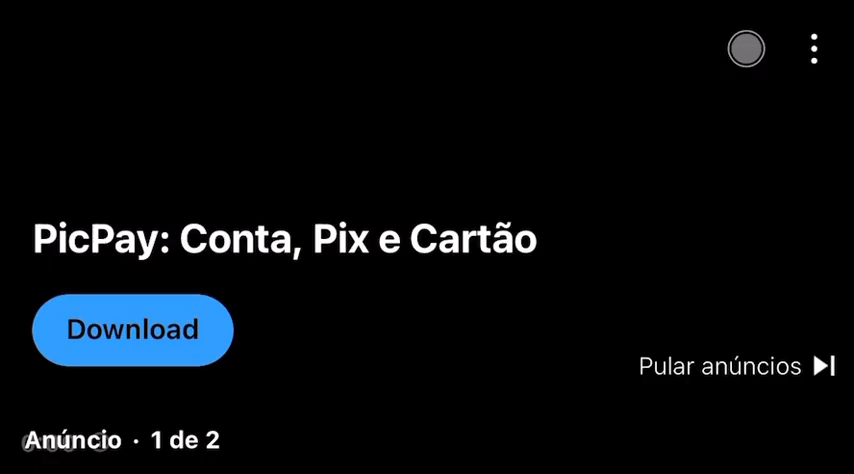 PicPay: Conta, Pix e Cartão
Download
Pular anúncios
Anúncio · 1 de 2